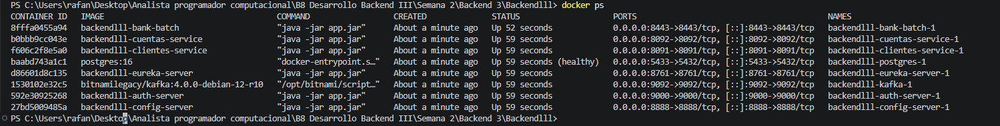 PS C:\Users\rafan\Desktop\Analista programador computacional\B8 Desarrollo Backend III\Semana 2\Backend 3\Backendlll> docker ps
CONTAINER ID   IMAGE                                     COMMAND                  CREATED              STATUS                    PORTS                                         NAMES
8fffa0455a94   backendlll-bank-batch                     "java -jar app.jar"      About a minute ago   Up 52 seconds             0.0.0.0:8443->8443/tcp, [::]:8443->8443/tcp   backendlll-bank-batch-1
b0bbb9cc043e   backendlll-cuentas-service                "java -jar app.jar"      About a minute ago   Up 59 seconds             0.0.0.0:8092->8092/tcp, [::]:8092->8092/tcp   backendlll-cuentas-service-1
f606c2f8e5a0   backendlll-clientes-service               "java -jar app.jar"      About a minute ago   Up 59 seconds             0.0.0.0:8091->8091/tcp, [::]:8091->8091/tcp   backendlll-clientes-service-1
baabd743a1c1   postgres:16                               "docker-entrypoint.s…"   About a minute ago   Up 59 seconds (healthy)   0.0.0.0:5433->5432/tcp, [::]:5433->5432/tcp   backendlll-postgres-1
d86601d8c135   backendlll-eureka-server                  "java -jar app.jar"      About a minute ago   Up 59 seconds             0.0.0.0:8761->8761/tcp, [::]:8761->8761/tcp   backendlll-eureka-server-1
1530102e32c5   bitnamilegacy/kafka:4.0.0-debian-12-r10   "/opt/bitnami/script…"   About a minute ago   Up 59 seconds             0.0.0.0:9092->9092/tcp, [::]:9092->9092/tcp   backendlll-kafka-1
592e30925268   backendlll-auth-server                    "java -jar app.jar"      About a minute ago   Up 59 seconds             0.0.0.0:9000->9000/tcp, [::]:9000->9000/tcp   backendlll-auth-server-1
27bd5009485a   backendlll-config-server                  "java -jar app.jar"      About a minute ago   Up 59 seconds             0.0.0.0:8888->8888/tcp, [::]:8888->8888/tcp   backendlll-config-server-1
PS C:\Users\rafan\Desktop\Analista programador computacional\B8 Desarrollo Backend III\Semana 2\Backend 3\Backendlll>